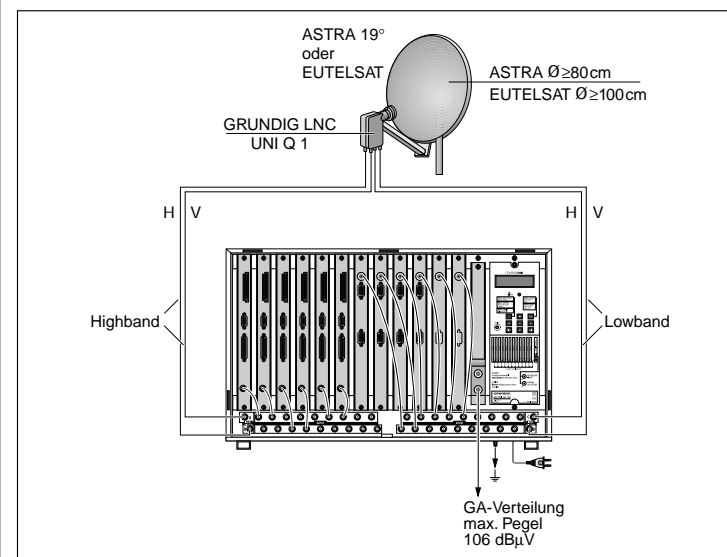 ASTRA 19°
oder
EUTELSAT
ASTRA Ø≥80cm
EUTELSAT Ø≥100cm
GRUNDIG LNC
UNI Q 1
H V
H V
Highband
Lowband
GA-Verteilung
max. Pegel
106 dBµV